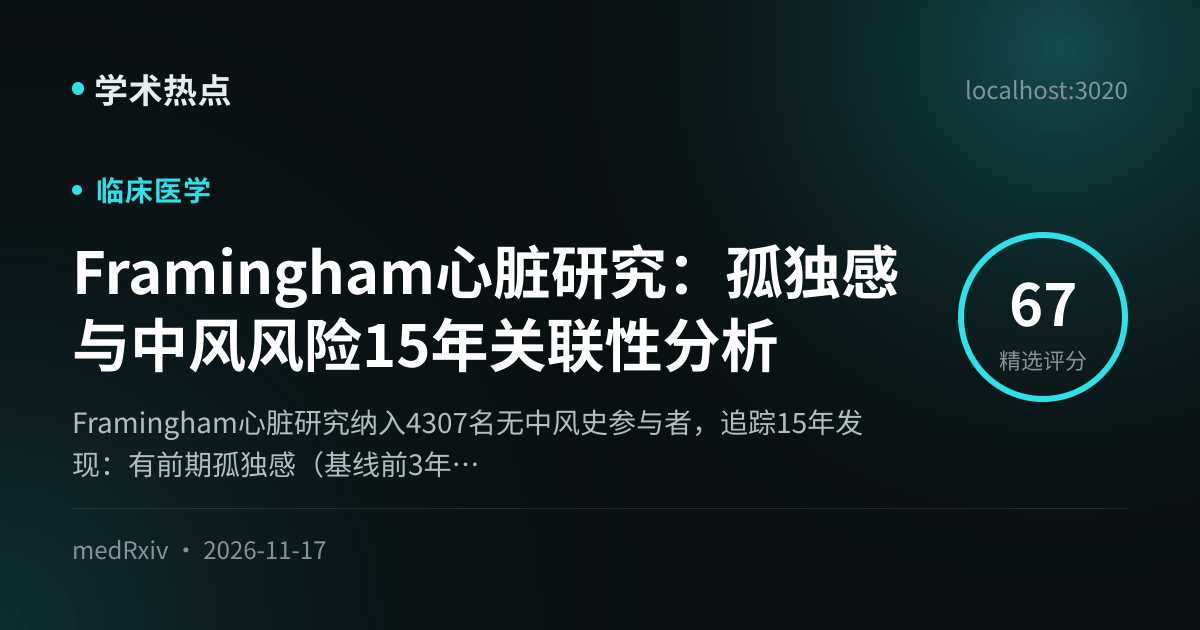 学术热点
localhost:3020
临床医学
Framingham心脏研究：孤独感
与中风风险15年关联性分析
67
精选评分
Framingham心脏研究纳入4307名无中风史参与者，追踪15年发
现：有前期孤独感（基线前3年…
medRxiv · 2026-11-17